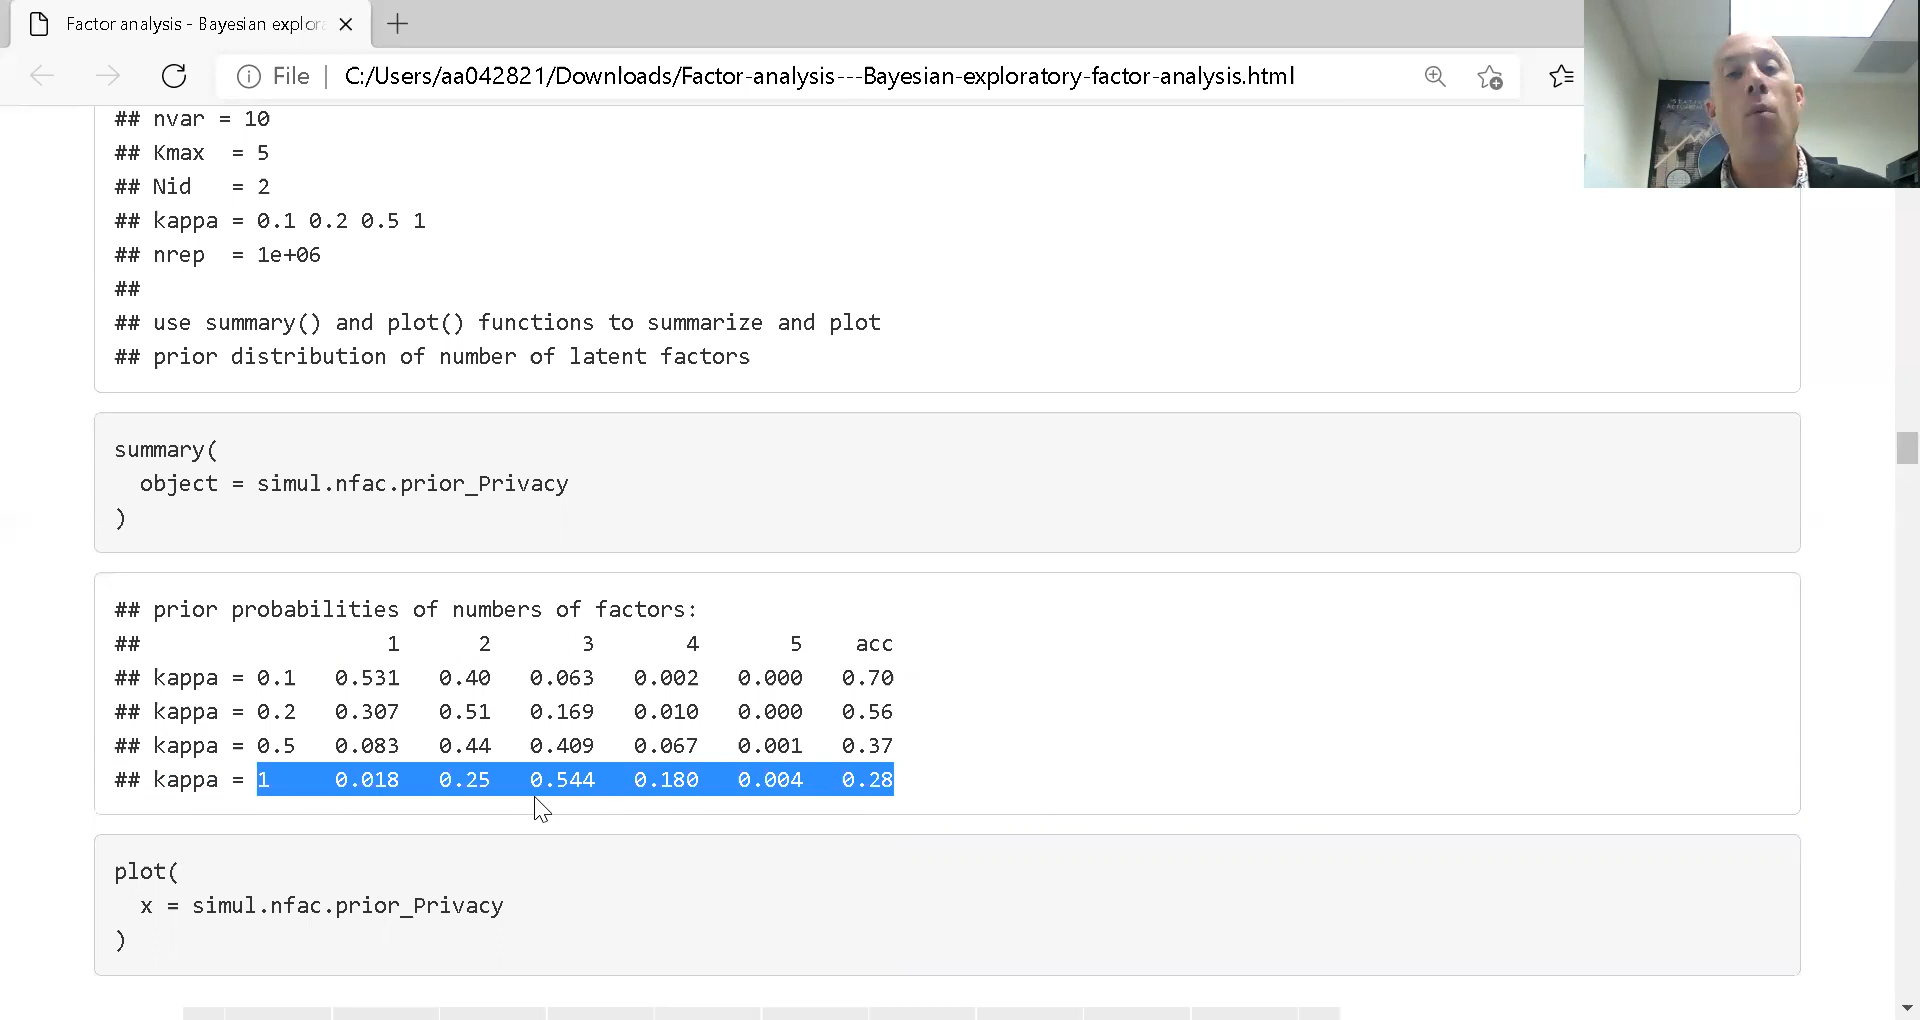 Factor analysis - Bayesian explora
File | C:/Users/aa042821/Downloads/Factor-analysis---Bayesian-exploratory-factor-analysis.html
## nvar = 10
## Kmax  = 5
## Nid   = 2
## kappa = 0.1 0.2 0.5 1
## nrep  = 1e+06
##
## use summary() and plot() functions to summarize and plot
## prior distribution of number of latent factors
summary(
  object = simul.nfac.prior_Privacy
)
## prior probabilities of numbers of factors:
##                   1      2       3       4       5    acc
## kappa = 0.1   0.531   0.40   0.063   0.002   0.000   0.70
## kappa = 0.2   0.307   0.51   0.169   0.010   0.000   0.56
## kappa = 0.5   0.083   0.44   0.409   0.067   0.001   0.37
## kappa = 1     0.018   0.25   0.544   0.180   0.004   0.28
plot(
  x = simul.nfac.prior_Privacy
)